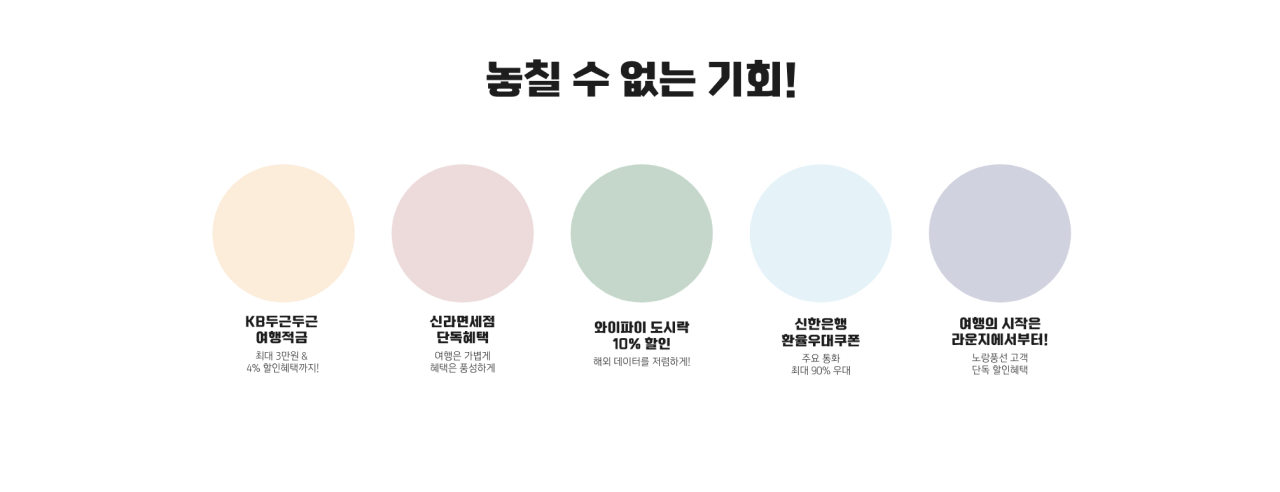 놓칠 수 없는 기회!
KB두근두근
여행적금
최대 3만원 &
4% 할인혜택까지!
신라면세점
단독혜택
여행은 가볍게
혜택은 풍성하게
와이파이 도시락
10% 할인
해외 데이터를 저렴하게!
신한은행
환율우대쿠폰
주요 통화
최대 90% 우대
여행의 시작은
라운지에서부터!
노랑풍선 고객
단독 할인혜택